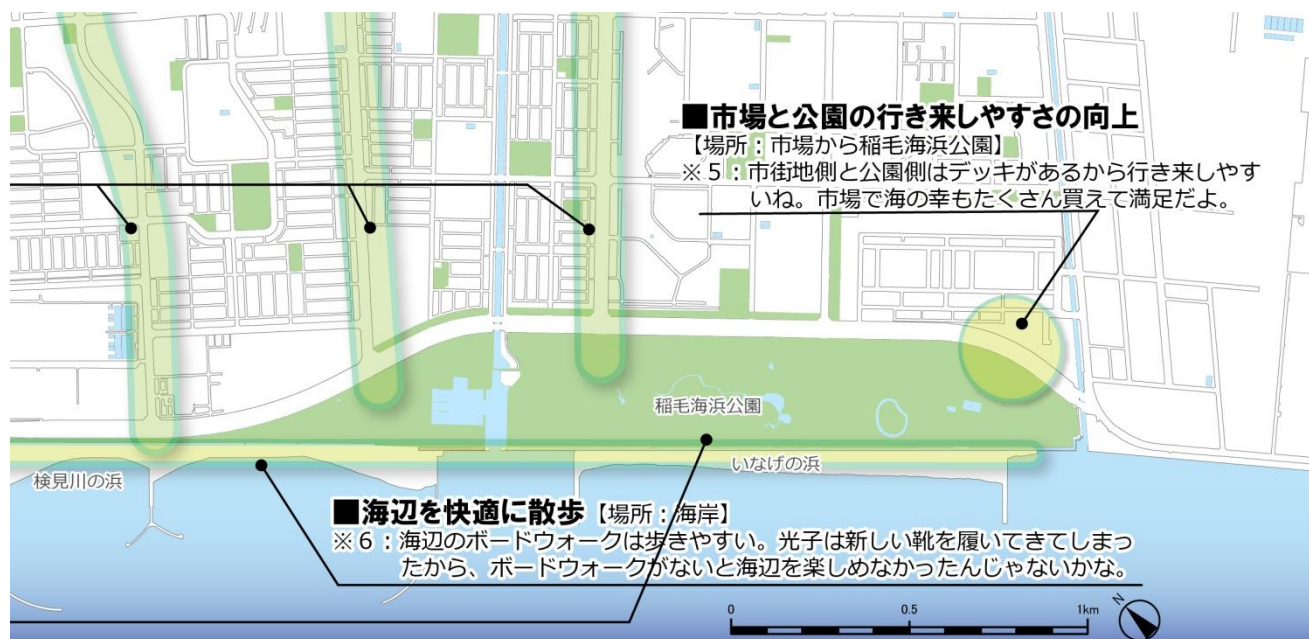 ■市場と公園の行き来しやすさの向上
【場所：市場から稲毛海浜公園】
※５：市街地側と公園側はデッキがあるから行き来しやす
いね。市場で海の幸もたくさん買えて満足だよ。
稲毛海浜公園
検見川の浜
いなげの浜
■海辺を快適に散歩【場所：海岸】
※６：海辺のボードウォークは歩きやすい。光子は新しい靴を履いてきてしまっ
たから、ボードウォークがないと海辺を楽しめなかったんじゃないかな。
0 0.5 1km
N